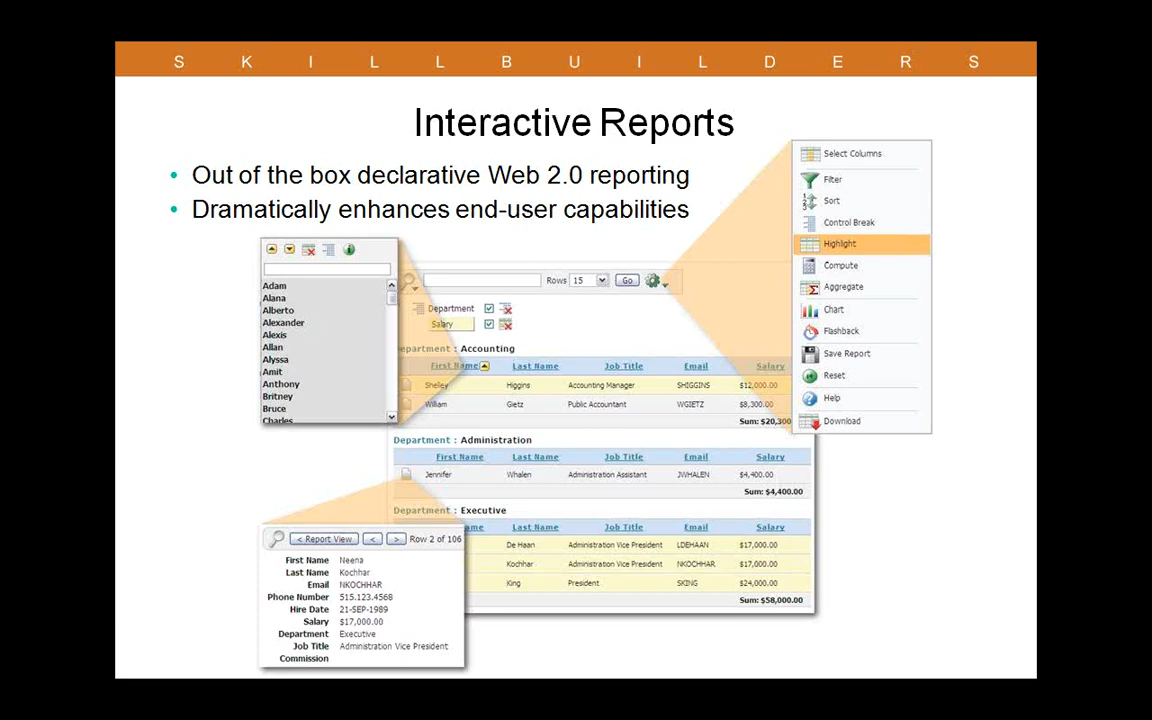 S K I L L B U I L D E R S
Interactive Reports
• Out of the box declarative Web 2.0 reporting
• Dramatically enhances end-user capabilities
Select Columns
Filter
Sort
Control Break
Highlight
Compute
Aggregate
Chart
Flashback
Save Report
Reset
Help
Download
Adam
Alana
Alberto
Alexander
Alexis
Allan
Alyssa
Amit
Anthony
Britney
Bruce
Charles
Rows 15 Go
Department
Salary
epartment : Accounting
First Name Last Name Job Title Email Salary
Shelley Higgins Accounting Manager SHIGGINS $12,000.00
William Gietz Public Accountant WGIETZ $8,300.00
Sum: $20,300
Department : Administration
First Name Last Name Job Title Email Salary
Jennifer Whalen Administration Assistant JWHALEN $4,400.00
Sum: $4,400.00
Department : Executive
ame Last Name Job Title Email Salary
De Haan Administration Vice President LDEHAAN $17,000.00
Kochhar Administration Vice President NKOCHHAR $17,000.00
King President SKING $24,000.00
Sum: $58,000.00
< Report View < > Row 2 of 106
First Name Neena
Last Name Kochhar
Email NKOCHHAR
Phone Number 515.123.4568
Hire Date 21-SEP-1989
Salary $17,000.00
Department Executive
Job Title Administration Vice President
Commission